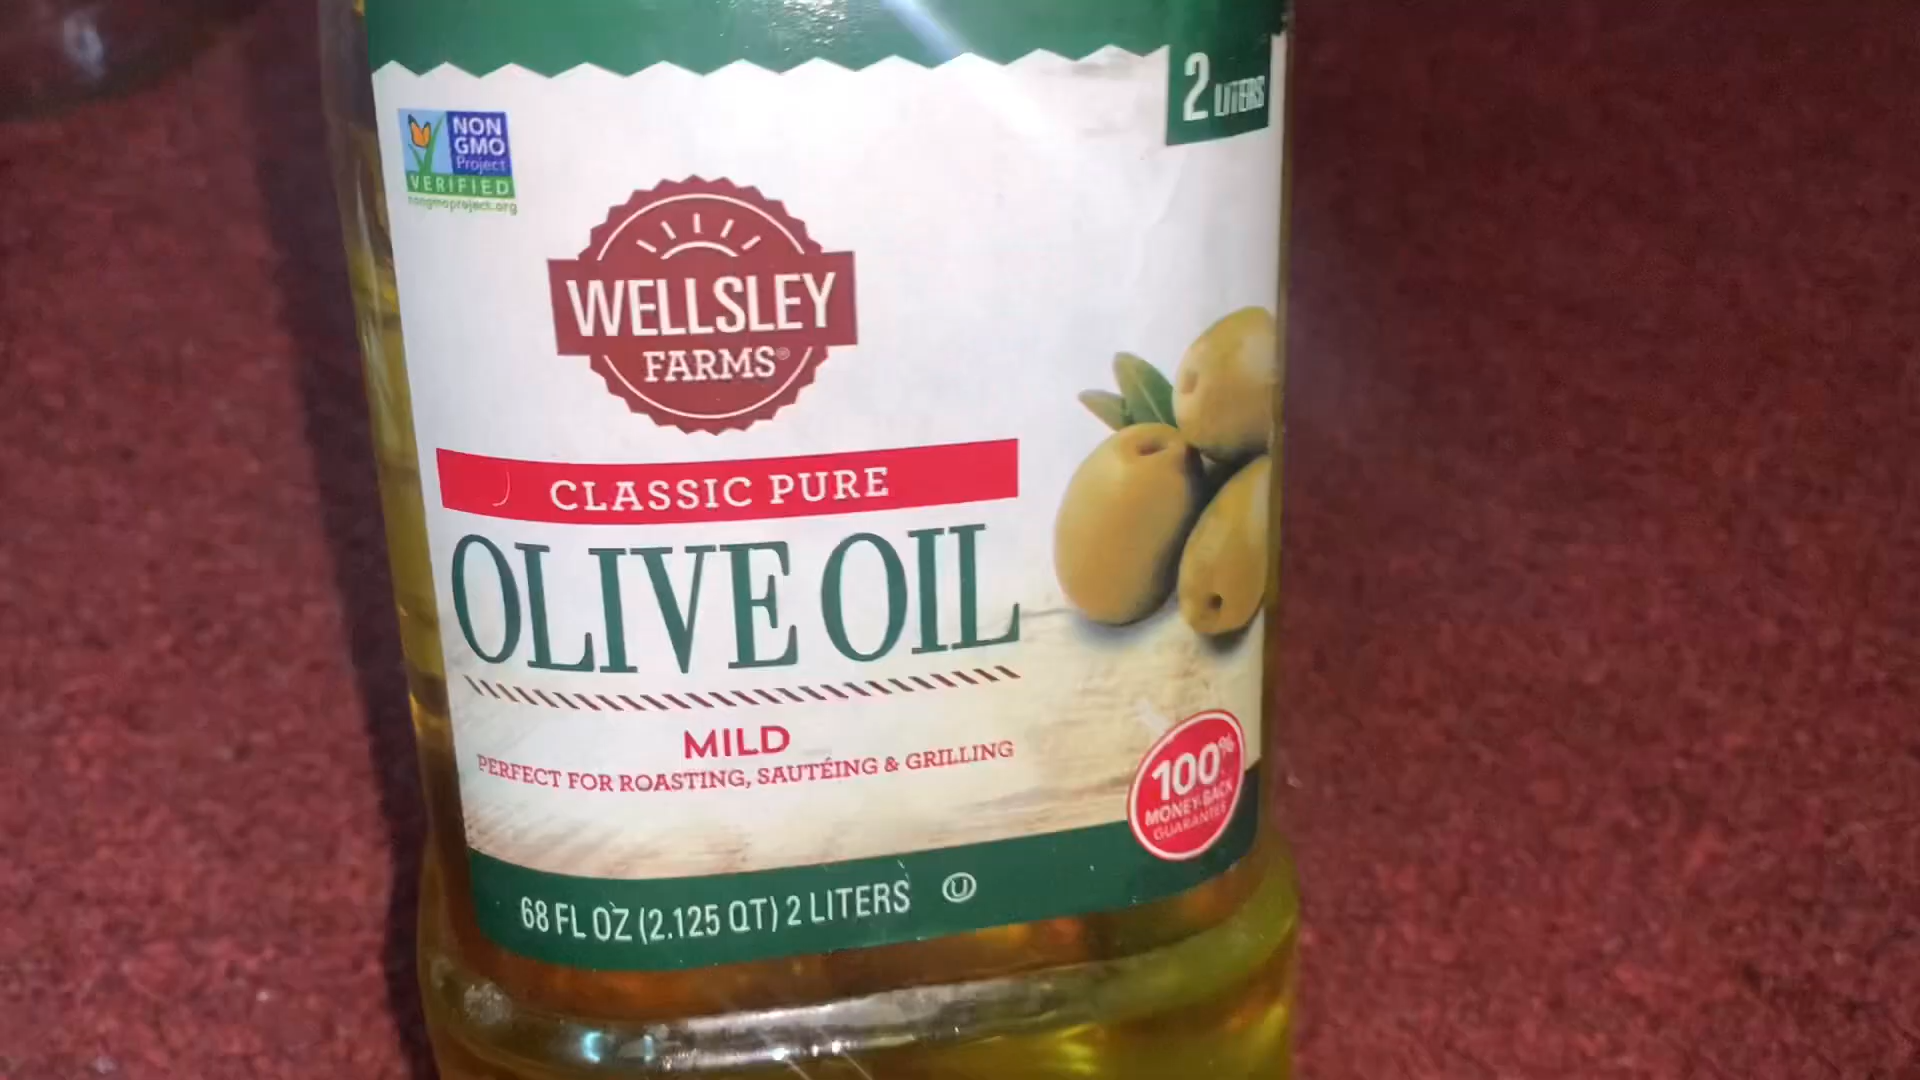 2 LITERS
NON
GMO
Project
VERIFIED
nongmoproject.org
WELLSLEY
FARMS®
CLASSIC PURE
OLIVE OIL
MILD
PERFECT FOR ROASTING, SAUTÉING & GRILLING
100%
MONEY-BACK
GUARANTEE
68 FL OZ (2.125 QT) 2 LITERS U